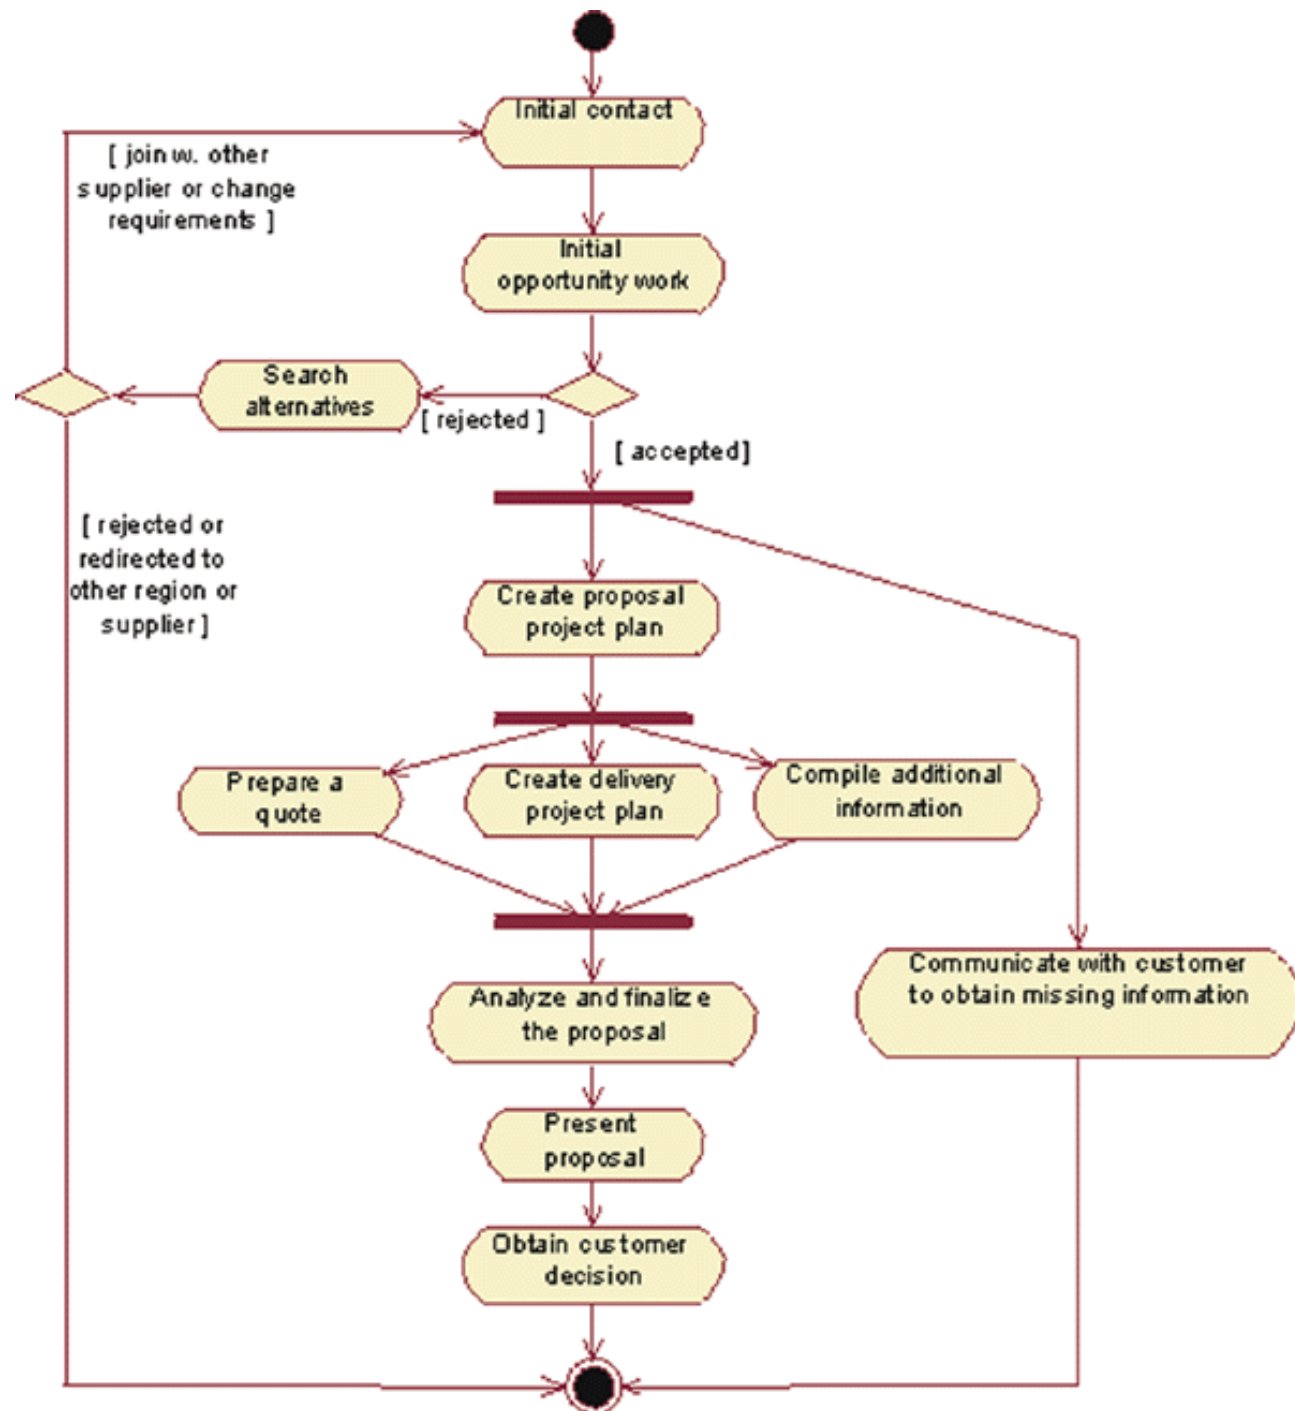 Initial contact
[ join w. other
supplier or change
requirements ]
Initial
opportunity work
Search
alternatives
[ rejected ]
[ accepted]
[ rejected or
redirected to
other region or
supplier ]
Create proposal
project plan
Prepare a
quote
Create delivery
project plan
Compile additional
information
Analyze and finalize
the proposal
Communicate with customer
to obtain missing information
Present
proposal
Obtain customer
decision